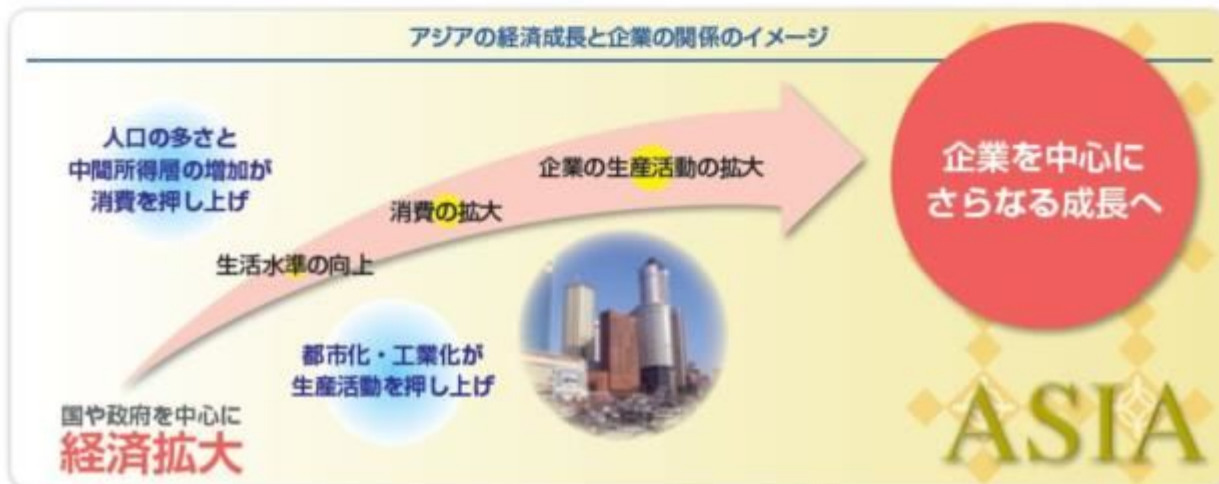 アジアの経済成長と企業の関係のイメージ
人口の多さと
中間所得層の増加が
消費を押し上げ
企業の生産活動の拡大
消費の拡大
生活水準の向上
都市化・工業化が
生産活動を押し上げ
国や政府を中心に
経済拡大
企業を中心に
さらなる成長へ
ASIA